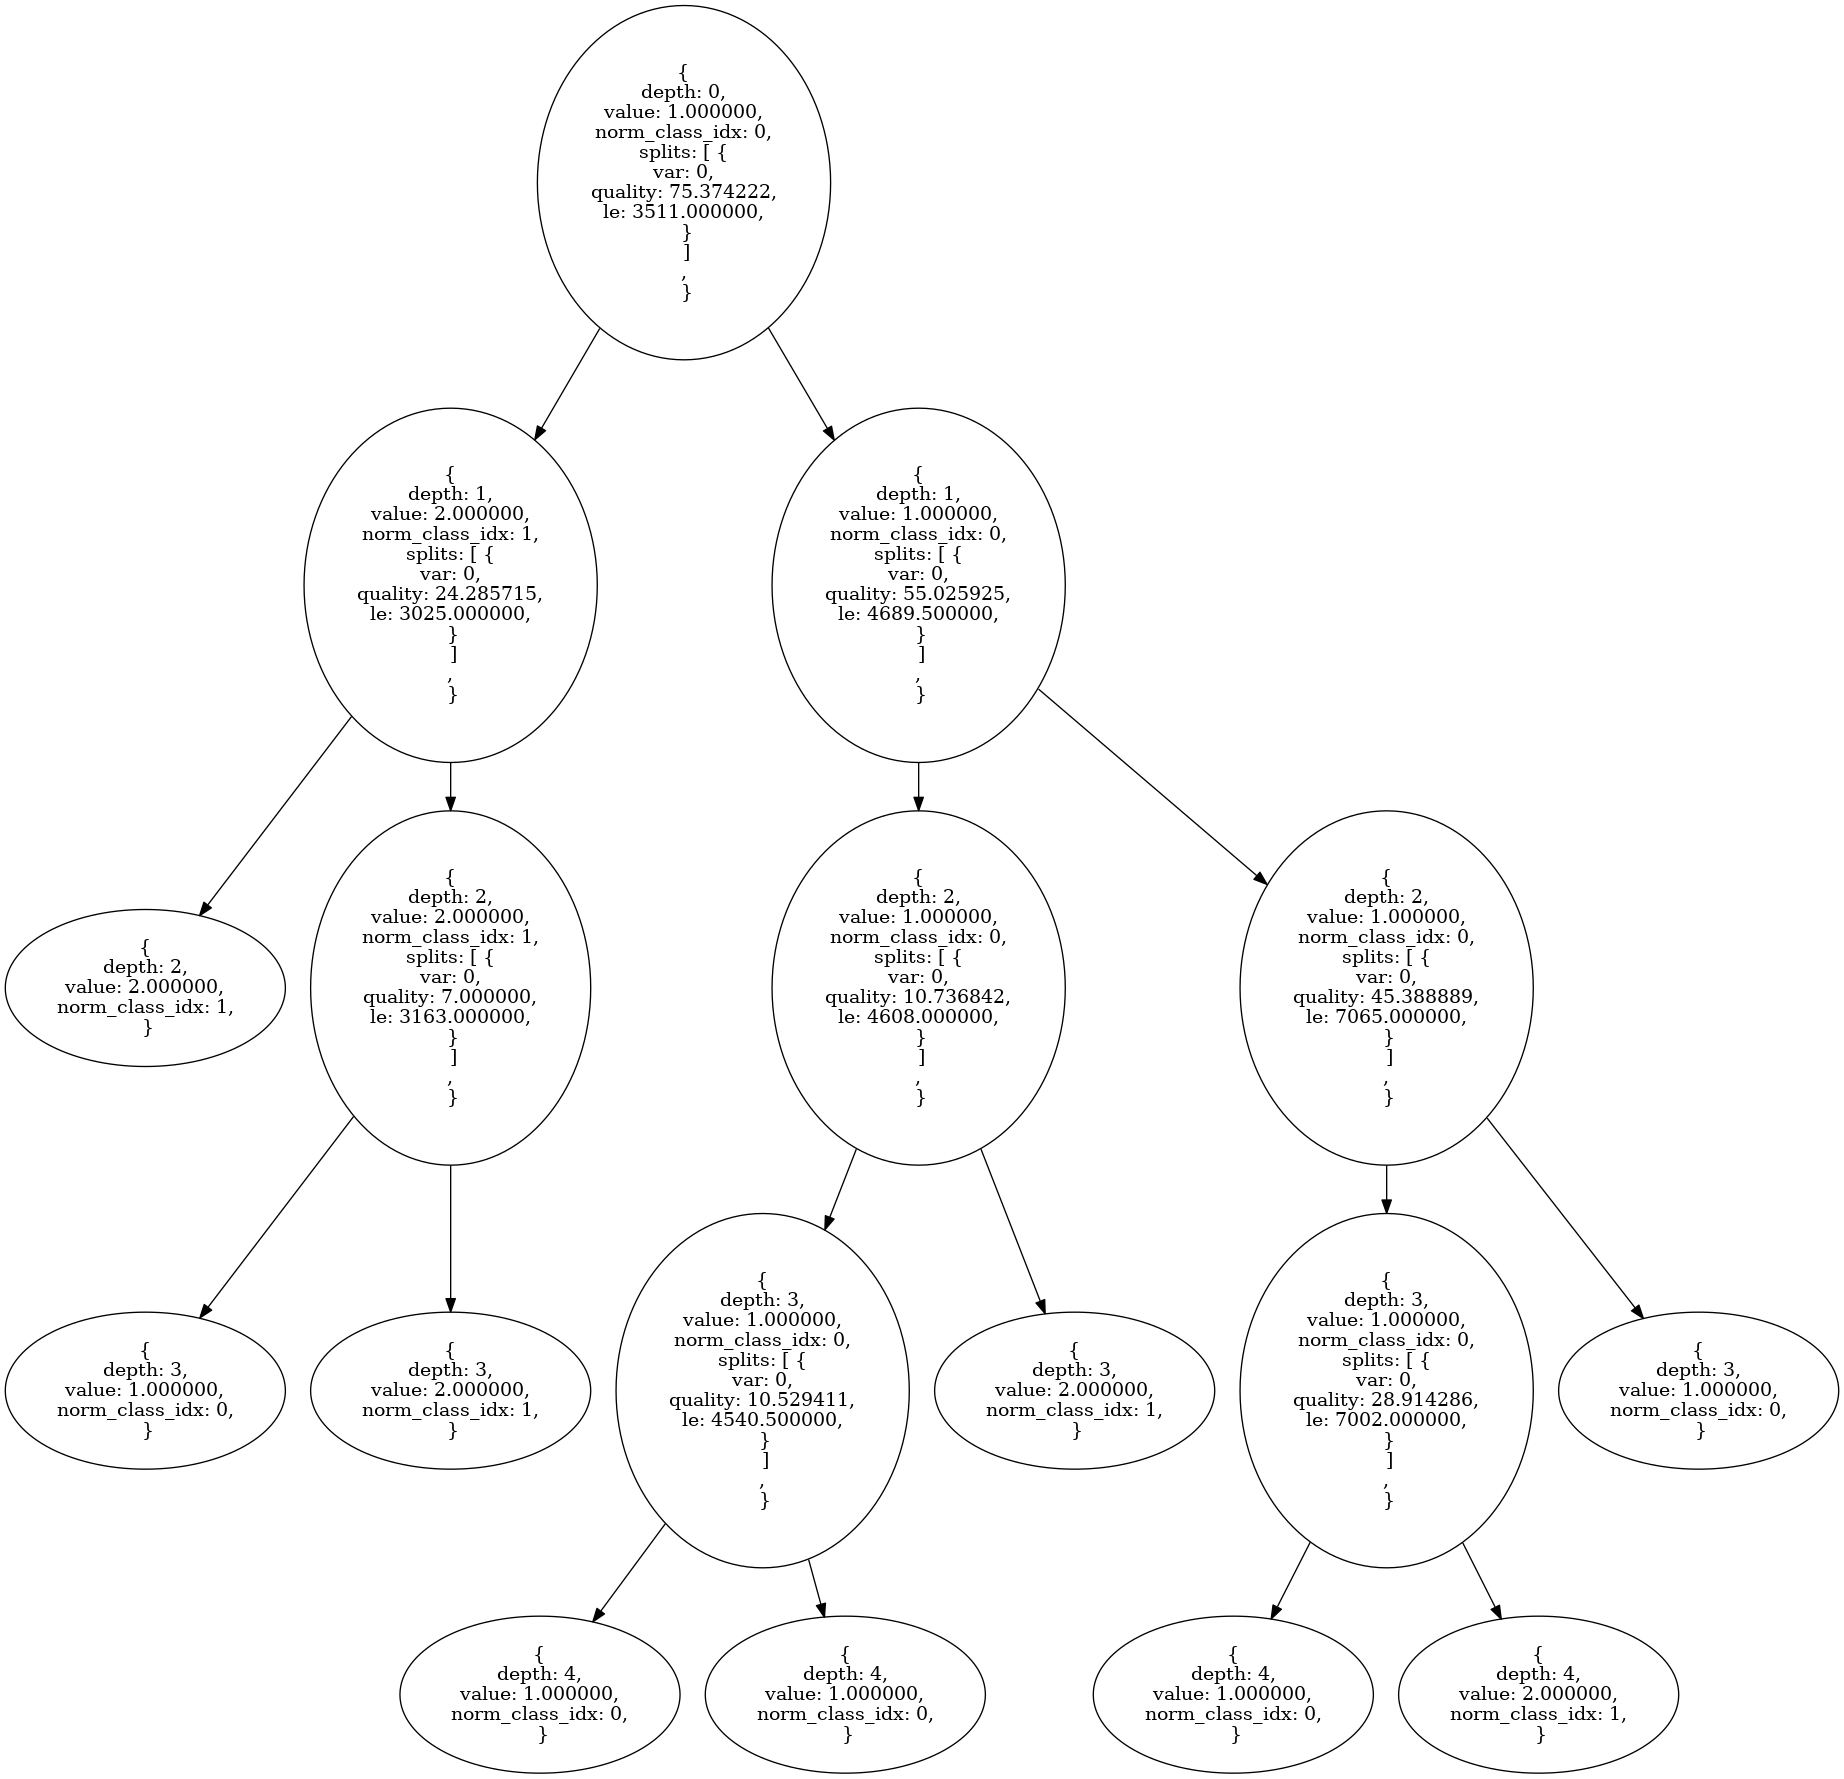 {
depth: 0,
value: 1.000000,
norm_class_idx: 0,
splits: [ {
var: 0,
quality: 75.374222,
le: 3511.000000,
}
]
,
}
{
depth: 1,
value: 2.000000,
norm_class_idx: 1,
splits: [ {
var: 0,
quality: 24.285715,
le: 3025.000000,
}
]
,
}
{
depth: 1,
value: 1.000000,
norm_class_idx: 0,
splits: [ {
var: 0,
quality: 55.025925,
le: 4689.500000,
}
]
,
}
{
depth: 2,
value: 2.000000,
norm_class_idx: 1,
}
{
depth: 2,
value: 2.000000,
norm_class_idx: 1,
splits: [ {
var: 0,
quality: 7.000000,
le: 3163.000000,
}
]
,
}
{
depth: 2,
value: 1.000000,
norm_class_idx: 0,
splits: [ {
var: 0,
quality: 10.736842,
le: 4608.000000,
}
]
,
}
{
depth: 2,
value: 1.000000,
norm_class_idx: 0,
splits: [ {
var: 0,
quality: 45.388889,
le: 7065.000000,
}
]
,
}
{
depth: 3,
value: 1.000000,
norm_class_idx: 0,
}
{
depth: 3,
value: 2.000000,
norm_class_idx: 1,
}
{
depth: 3,
value: 1.000000,
norm_class_idx: 0,
splits: [ {
var: 0,
quality: 10.529411,
le: 4540.500000,
}
]
,
}
{
depth: 3,
value: 2.000000,
norm_class_idx: 1,
}
{
depth: 3,
value: 1.000000,
norm_class_idx: 0,
splits: [ {
var: 0,
quality: 28.914286,
le: 7002.000000,
}
]
,
}
{
depth: 3,
value: 1.000000,
norm_class_idx: 0,
}
{
depth: 4,
value: 1.000000,
norm_class_idx: 0,
}
{
depth: 4,
value: 1.000000,
norm_class_idx: 0,
}
{
depth: 4,
value: 1.000000,
norm_class_idx: 0,
}
{
depth: 4,
value: 2.000000,
norm_class_idx: 1,
}